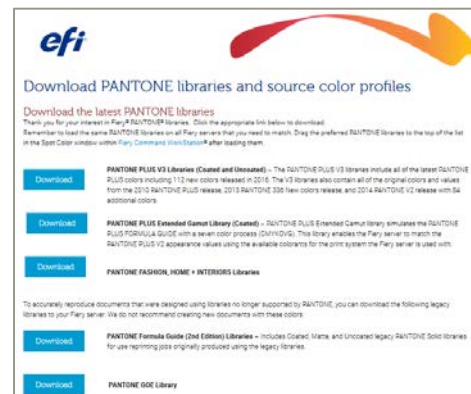 efi
Download PANTONE libraries and source color profiles
Download the latest PANTONE libraries
Thank you for your interest in Fiery® PANTONE® libraries. Click the appropriate link below to download.
Remember to load the same PANTONE libraries on all Fiery servers that you need to match. Drag the preferred PANTONE libraries to the top of the list
in the Spot Color window within Fiery Command WorkStation® after loading them.
Download
PANTONE PLUS V3 Libraries (Coated and Uncoated) – The PANTONE PLUS V3 libraries include all of the latest PANTONE
PLUS colors including 112 new colors released in 2016. The V3 libraries also contain all of the original colors and values
from the 2010 PANTONE PLUS release, 2013 PANTONE 336 New colors release, and 2014 PANTONE V2 release with 84
additional colors.
Download
PANTONE PLUS Extended Gamut Library (Coated) – PANTONE PLUS Extended Gamut library simulates the PANTONE
PLUS FORMULA GUIDE with a seven color process (CMYKOVG). This library enables the Fiery server to match the
PANTONE PLUS V2 appearance values using the available colorants for the print system the Fiery server is used with.
Download
PANTONE FASHION, HOME + INTERIORS Libraries
To accurately reproduce documents that were designed using libraries no longer supported by PANTONE, you can download the following legacy
libraries to your Fiery server. We do not recommend creating new documents with these colors.
Download
PANTONE Formula Guide (2nd Edition) Libraries – Includes Coated, Matte, and Uncoated legacy PANTONE Solid libraries
for use reprinting jobs originally produced using the legacy libraries.
Download
PANTONE GOE Library